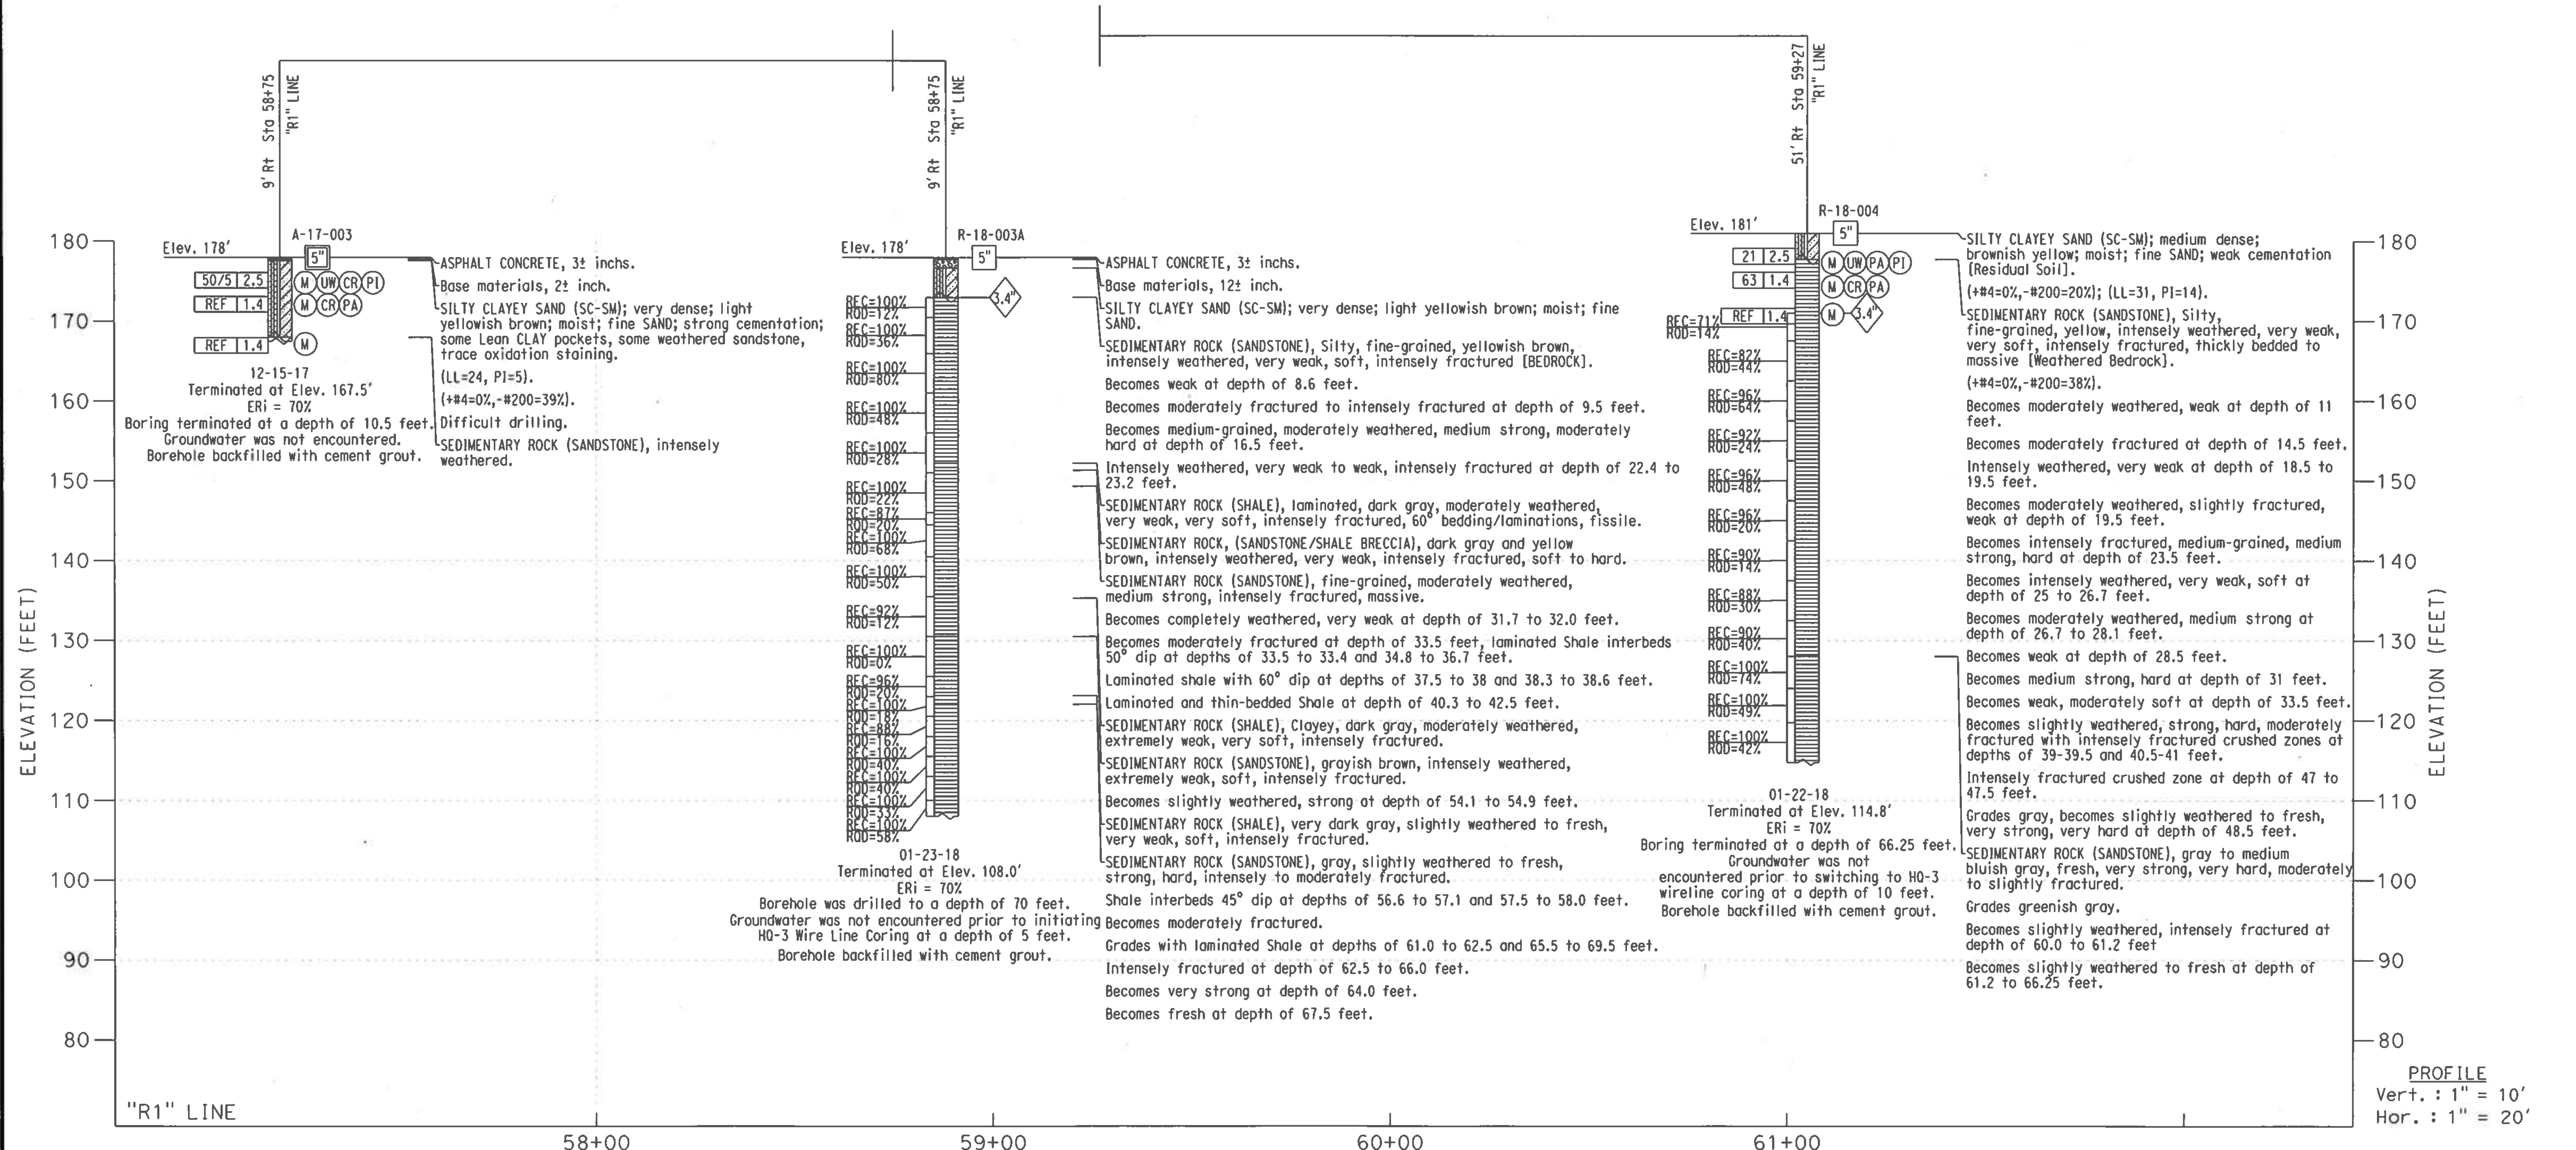 9' Rt Sta 58+75
"R1" LINE
9' Rt Sta 58+75
"R1" LINE
51' Rt Sta 59+27
"R1" LINE
ELEVATION (FEET)
180
170
160
150
140
130
120
110
100
90
80
Elev. 178'
A-17-003
5"
50/5 2.5
M UW CR PI
REF 1.4
M CR PA
REF 1.4
M
12-15-17
Terminated at Elev. 167.5'
ERi = 70%
Boring terminated at a depth of 10.5 feet.
Groundwater was not encountered.
Borehole backfilled with cement grout.
ASPHALT CONCRETE, 3± inchs.
Base materials, 2± inch.
SILTY CLAYEY SAND (SC-SM); very dense; light
yellowish brown; moist; fine SAND; strong cementation;
some Lean CLAY pockets, some weathered sandstone,
trace oxidation staining.
(LL=24, PI=5).
(+#4=0%,-#200=39%).
Difficult drilling.
SEDIMENTARY ROCK (SANDSTONE), intensely
weathered.
Elev. 178'
R-18-003A
5"
3.4"
REC=100%
RQD=12%
REC=100%
RQD=36%
REC=100%
RQD=80%
REC=100%
RQD=48%
REC=100%
RQD=28%
REC=100%
RQD=22%
REC=87%
RQD=20%
REC=100%
RQD=68%
REC=100%
RQD=50%
REC=92%
RQD=12%
REC=100%
RQD=0%
REC=96%
RQD=20%
REC=100%
RQD=18%
REC=88%
RQD=16%
REC=100%
RQD=40%
REC=100%
RQD=40%
REC=100%
RQD=33%
REC=100%
RQD=58%
01-23-18
Terminated at Elev. 108.0'
ERi = 70%
Borehole was drilled to a depth of 70 feet.
Groundwater was not encountered prior to initiating
HQ-3 Wire Line Coring at a depth of 5 feet.
Borehole backfilled with cement grout.
ASPHALT CONCRETE, 3± inchs.
Base materials, 12± inch.
SILTY CLAYEY SAND (SC-SM); very dense; light yellowish brown; moist; fine
SAND.
SEDIMENTARY ROCK (SANDSTONE), Silty, fine-grained, yellowish brown,
intensely weathered, very weak, soft, intensely fractured [BEDROCK].
Becomes weak at depth of 8.6 feet.
Becomes moderately fractured to intensely fractured at depth of 9.5 feet.
Becomes medium-grained, moderately weathered, medium strong, moderately
hard at depth of 16.5 feet.
Intensely weathered, very weak to weak, intensely fractured at depth of 22.4 to
23.2 feet.
SEDIMENTARY ROCK (SHALE), laminated, dark gray, moderately weathered,
very weak, very soft, intensely fractured, 60° bedding/laminations, fissile.
SEDIMENTARY ROCK, (SANDSTONE/SHALE BRECCIA), dark gray and yellow
brown, intensely weathered, very weak, intensely fractured, soft to hard.
SEDIMENTARY ROCK (SANDSTONE), fine-grained, moderately weathered,
medium strong, intensely fractured, massive.
Becomes completely weathered, very weak at depth of 31.7 to 32.0 feet.
Becomes moderately fractured at depth of 33.5 feet, laminated Shale interbeds
50° dip at depths of 33.5 to 33.4 and 34.8 to 36.7 feet.
Laminated shale with 60° dip at depths of 37.5 to 38 and 38.3 to 38.6 feet.
Laminated and thin-bedded Shale at depth of 40.3 to 42.5 feet.
SEDIMENTARY ROCK (SHALE), Clayey, dark gray, moderately weathered,
extremely weak, very soft, intensely fractured.
SEDIMENTARY ROCK (SANDSTONE), grayish brown, intensely weathered,
extremely weak, soft, intensely fractured.
Becomes slightly weathered, strong at depth of 54.1 to 54.9 feet.
SEDIMENTARY ROCK (SHALE), very dark gray, slightly weathered to fresh,
very weak, soft, intensely fractured.
SEDIMENTARY ROCK (SANDSTONE), gray, slightly weathered to fresh,
strong, hard, intensely to moderately fractured.
Shale interbeds 45° dip at depths of 56.6 to 57.1 and 57.5 to 58.0 feet.
Becomes moderately fractured.
Grades with laminated Shale at depths of 61.0 to 62.5 and 65.5 to 69.5 feet.
Intensely fractured at depth of 62.5 to 66.0 feet.
Becomes very strong at depth of 64.0 feet.
Becomes fresh at depth of 67.5 feet.
Elev. 181'
R-18-004
5"
21 2.5
M UW PA PI
63 1.4
M CR PA
REF 1.4
M 3.4"
REC=71%
RQD=14%
REC=82%
RQD=44%
REC=96%
RQD=64%
REC=92%
RQD=24%
REC=96%
RQD=48%
REC=96%
RQD=20%
REC=90%
RQD=14%
REC=88%
RQD=30%
REC=90%
RQD=40%
REC=100%
RQD=74%
REC=100%
RQD=49%
REC=100%
RQD=42%
01-22-18
Terminated at Elev. 114.8'
ERi = 70%
Boring terminated at a depth of 66.25 feet.
Groundwater was not
encountered prior to switching to HQ-3
wireline coring at a depth of 10 feet.
Borehole backfilled with cement grout.
SILTY CLAYEY SAND (SC-SM); medium dense;
brownish yellow; moist; fine SAND; weak cementation
[Residual Soil].
(+#4=0%,-#200=20%); (LL=31, PI=14).
SEDIMENTARY ROCK (SANDSTONE), Silty,
fine-grained, yellow, intensely weathered, very weak,
very soft, intensely fractured, thickly bedded to
massive [Weathered Bedrock].
(+#4=0%,-#200=38%).
Becomes moderately weathered, weak at depth of 11
feet.
Becomes moderately fractured at depth of 14.5 feet.
Intensely weathered, very weak at depth of 18.5 to
19.5 feet.
Becomes moderately weathered, slightly fractured,
weak at depth of 19.5 feet.
Becomes intensely fractured, medium-grained, medium
strong, hard at depth of 23.5 feet.
Becomes intensely weathered, very weak, soft at
depth of 25 to 26.7 feet.
Becomes moderately weathered, medium strong at
depth of 26.7 to 28.1 feet.
Becomes weak at depth of 28.5 feet.
Becomes medium strong, hard at depth of 31 feet.
Becomes weak, moderately soft at depth of 33.5 feet.
Becomes slightly weathered, strong, hard, moderately
fractured with intensely fractured crushed zones at
depths of 39-39.5 and 40.5-41 feet.
Intensely fractured crushed zone at depth of 47 to
47.5 feet.
Grades gray, becomes slightly weathered to fresh,
very strong, very hard at depth of 48.5 feet.
SEDIMENTARY ROCK (SANDSTONE), gray to medium
bluish gray, fresh, very strong, very hard, moderately
to slightly fractured.
Grades greenish gray.
Becomes slightly weathered, intensely fractured at
depth of 60.0 to 61.2 feet
Becomes slightly weathered to fresh at depth of
61.2 to 66.25 feet.
180
170
160
150
140
130
120
110
100
90
80
ELEVATION (FEET)
PROFILE
Vert. : 1" = 10'
Hor. : 1" = 20'
"R1" LINE
58+00
59+00
60+00
61+00